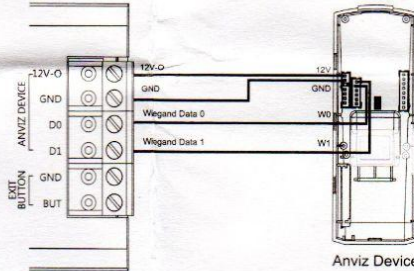 ANVIZ DEVICE
12V-O
GND
D0
D1
EXIT
BUTTON
GND
BUT
12V-O
GND
Wiegand Data 0
Wiegand Data 1
12V
GND
W0
W1
Anviz Device